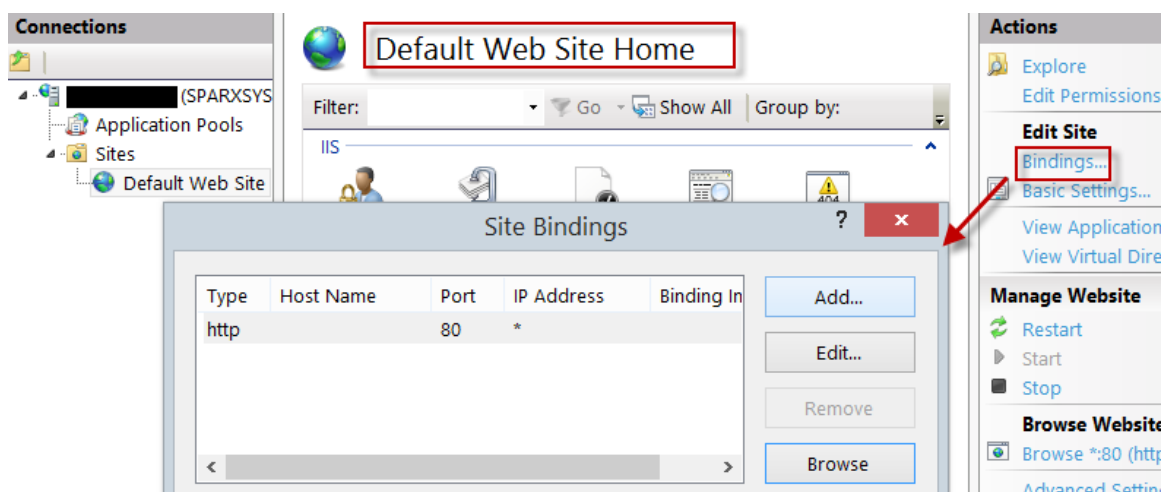 Connections
(SPARXSYS
Application Pools
Sites
Default Web Site
Default Web Site Home
Filter:
Go
Show All
Group by:
IIS
404
Actions
Explore
Edit Permissions
Edit Site
Bindings...
Basic Settings...
View Application
View Virtual Dire
Manage Website
Restart
Start
Stop
Browse Website
Browse *:80 (http
Advanced Setting
Site Bindings
?
x
Type Host Name Port IP Address Binding In
http 80 *
Add...
Edit...
Remove
Browse